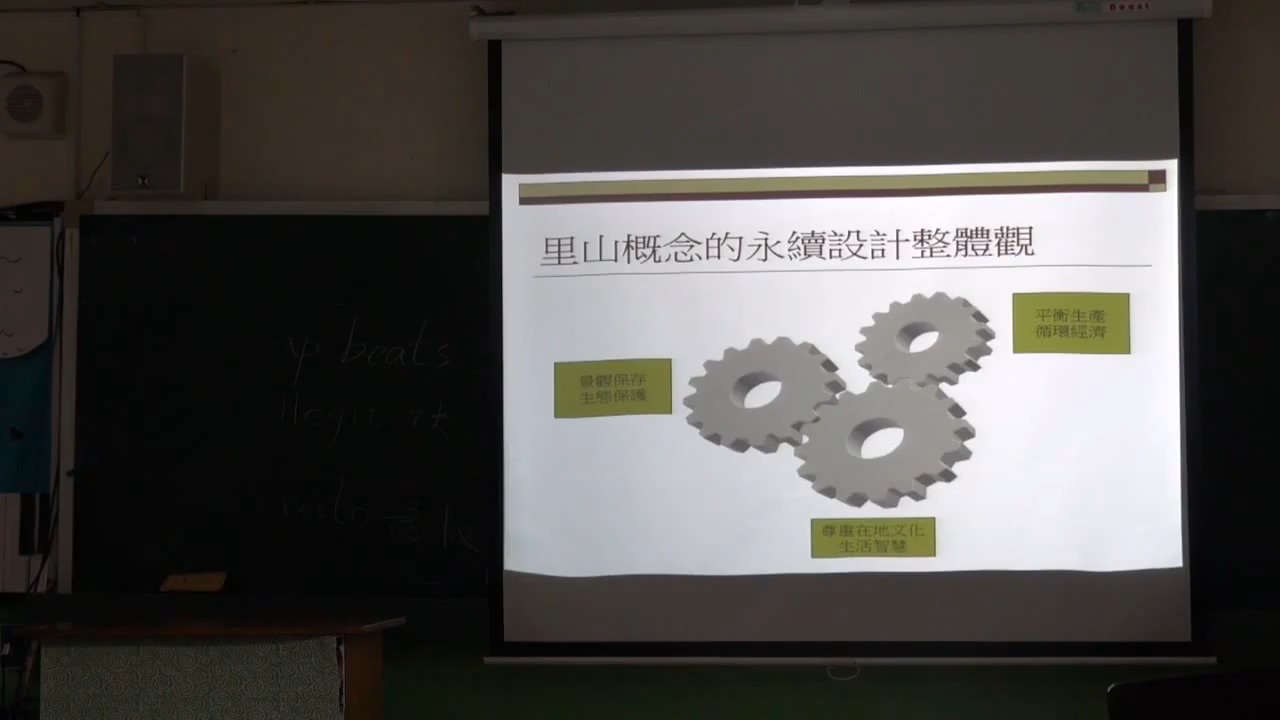 Boxst
里山概念的永續設計整體觀
平衡生產
循環經濟
景觀保存
生態保護
尊重在地文化
生活智慧
beats